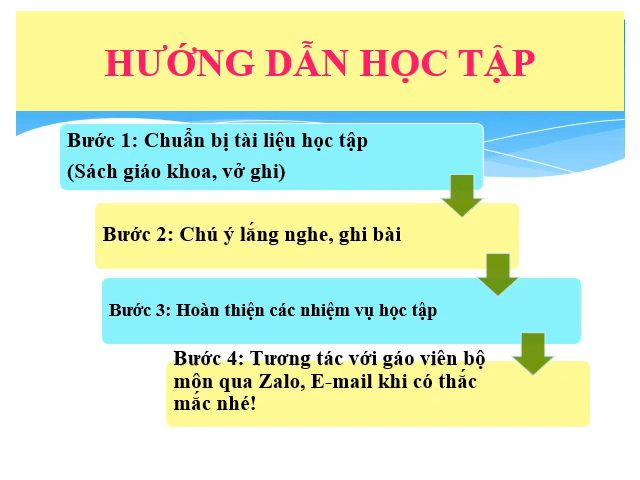 HƯỚNG DẪN HỌC TẬP
Bước 1: Chuẩn bị tài liệu học tập
(Sách giáo khoa, vở ghi)
Bước 2: Chú ý lắng nghe, ghi bài
Bước 3: Hoàn thiện các nhiệm vụ học tập
Bước 4: Tương tác với gáo viên bộ
môn qua Zalo, E-mail khi có thắc
mắc nhé!